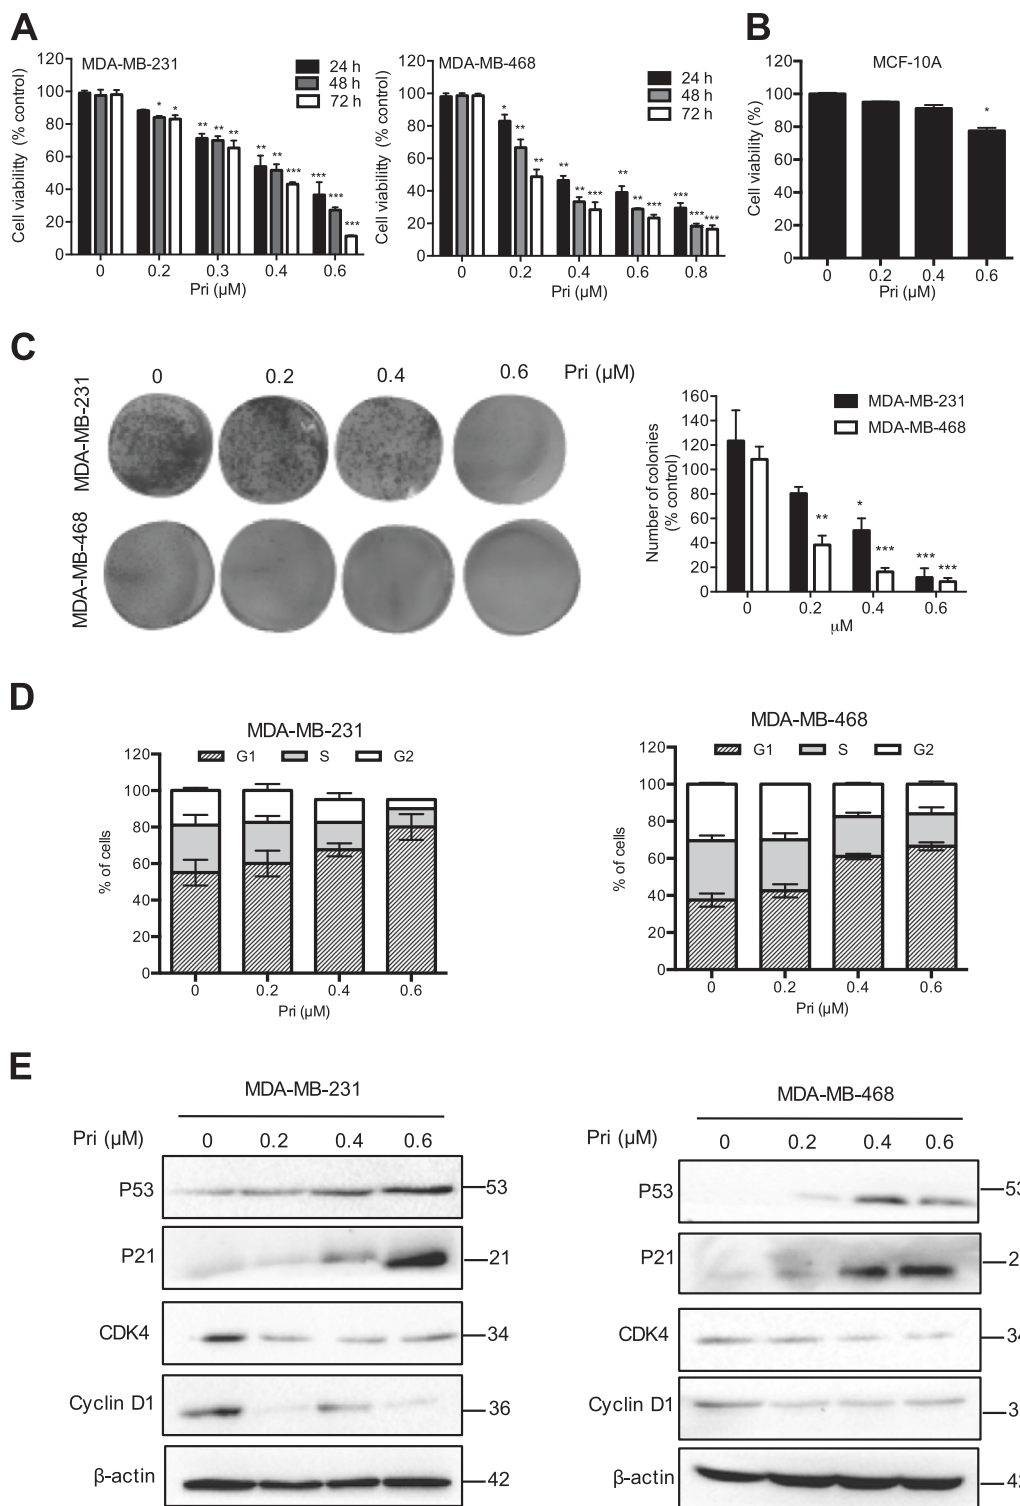 A
B
MDA-MB-231
24 h
48 h
72 h
Cell viability (% control)
120
100
80
60
40
20
0
* *
** ** **
** ** ***
*** *** ***
0 0.2 0.3 0.4 0.6
Pri (µM)
MDA-MB-468
24 h
48 h
72 h
Cell viability (% control)
120
100
80
60
40
20
0
* ** **
** ** ***
** ** ***
*** *** ***
0 0.2 0.4 0.6 0.8
Pri (µM)
MCF-10A
Cell viability (%)
120
100
80
60
40
20
0
*
0 0.2 0.4 0.6
Pri (µM)
C
0 0.2 0.4 0.6 Pri (µM)
MDA-MB-231
MDA-MB-468
MDA-MB-231
MDA-MB-468
Number of colonies
(% control)
160
140
120
100
80
60
40
20
0
**
* ***
*** ***
0 0.2 0.4 0.6
µM
D
MDA-MB-231
G1 S G2
% of cells
120
100
80
60
40
20
0
0 0.2 0.4 0.6
Pri (µM)
MDA-MB-468
G1 S G2
% of cells
120
100
80
60
40
20
0
0 0.2 0.4 0.6
Pri (µM)
E
MDA-MB-231
Pri (µM) 0 0.2 0.4 0.6
P53 53
P21 21
CDK4 34
Cyclin D1 36
β-actin 42
MDA-MB-468
Pri (µM) 0 0.2 0.4 0.6
P53 53
P21 2
CDK4 34
Cyclin D1 3
β-actin 42